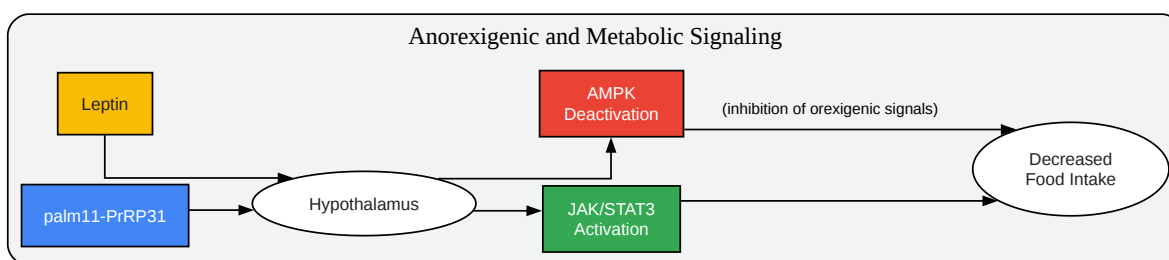 Anorexigenic and Metabolic Signaling
Leptin
AMPK
Deactivation
(inhibition of orexigenic signals)
Decreased
Food Intake
palm11-PrRP31
Hypothalamus
JAK/STAT3
Activation